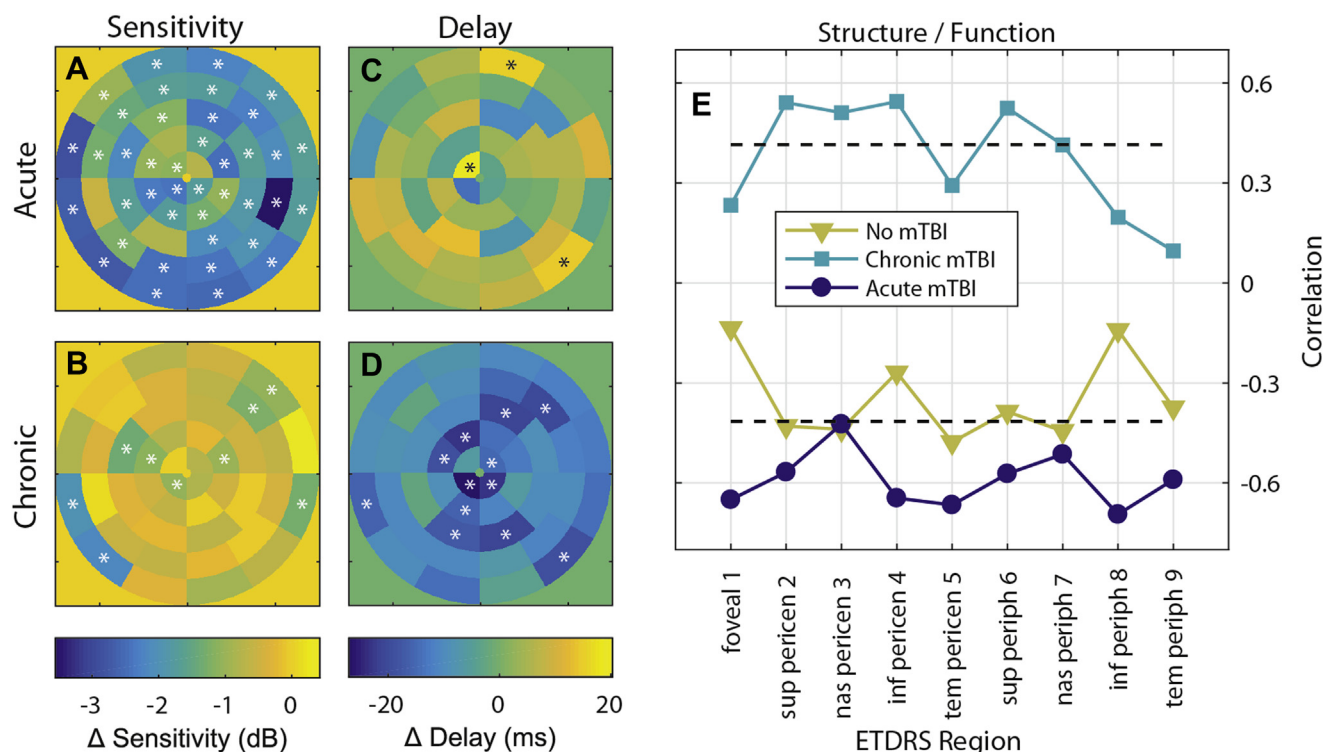 Sensitivity
Delay
Structure / Function
Acute
Chronic
A
B
C
D
E
-3 -2 -1 0
Δ Sensitivity (dB)
-20 0 20
Δ Delay (ms)
No mTBI
Chronic mTBI
Acute mTBI
0.6
0.3
0
-0.3
-0.6
Correlation
foveal 1
sup pericen 2
nas pericen 3
inf pericen 4
tem pericen 5
sup periph 6
nas periph 7
inf periph 8
tem periph 9
ETDRS Region